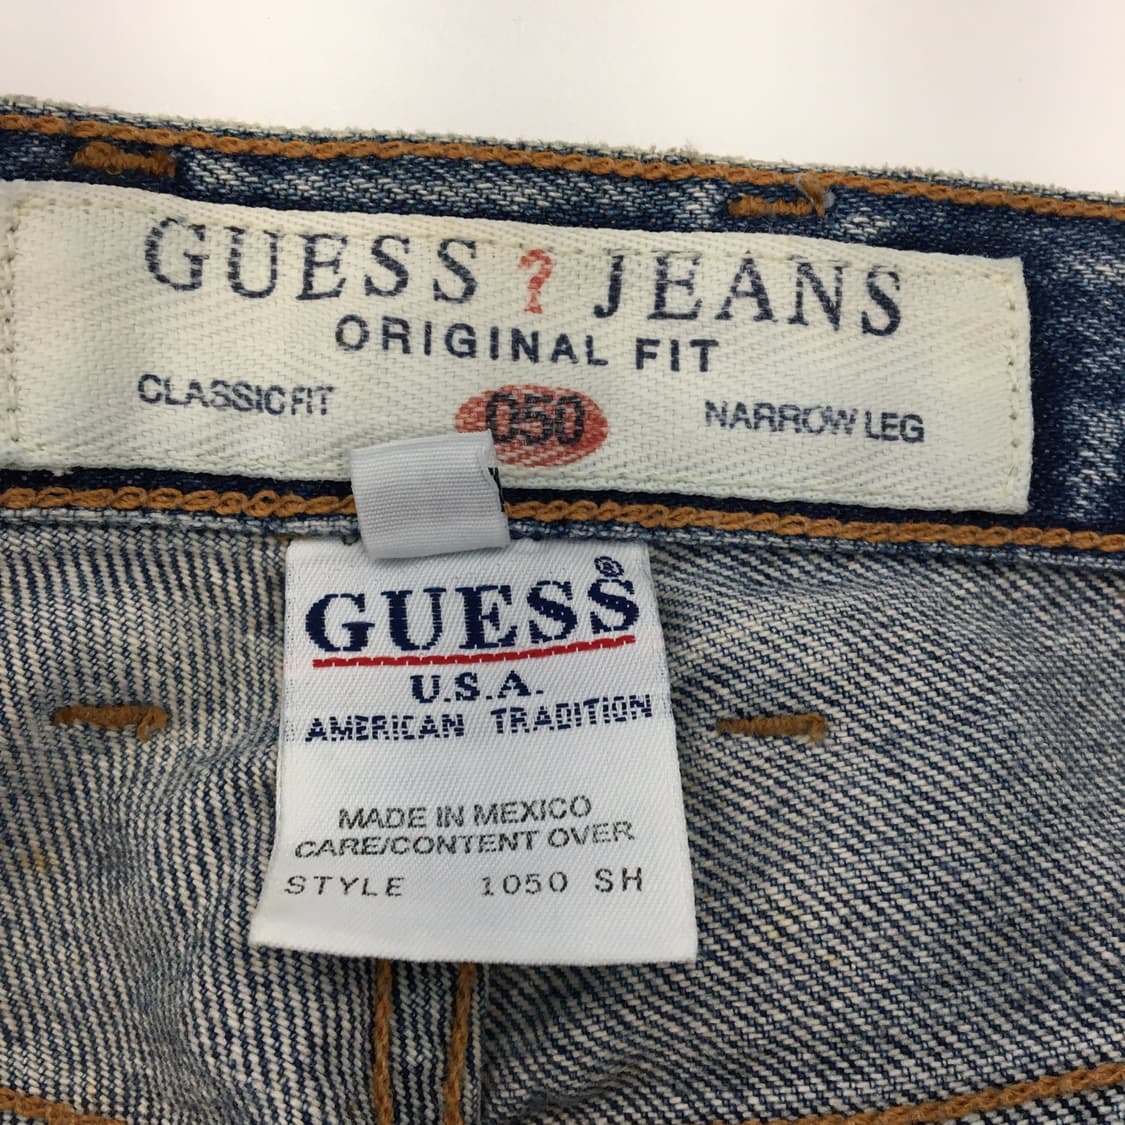 GUESS ? JEANS
ORIGINAL FIT
CLASSIC FIT 050 NARROW LEG
GUESS®
U.S.A.
AMERICAN TRADITION
MADE IN MEXICO
CARE/CONTENT OVER
STYLE 1050 SH